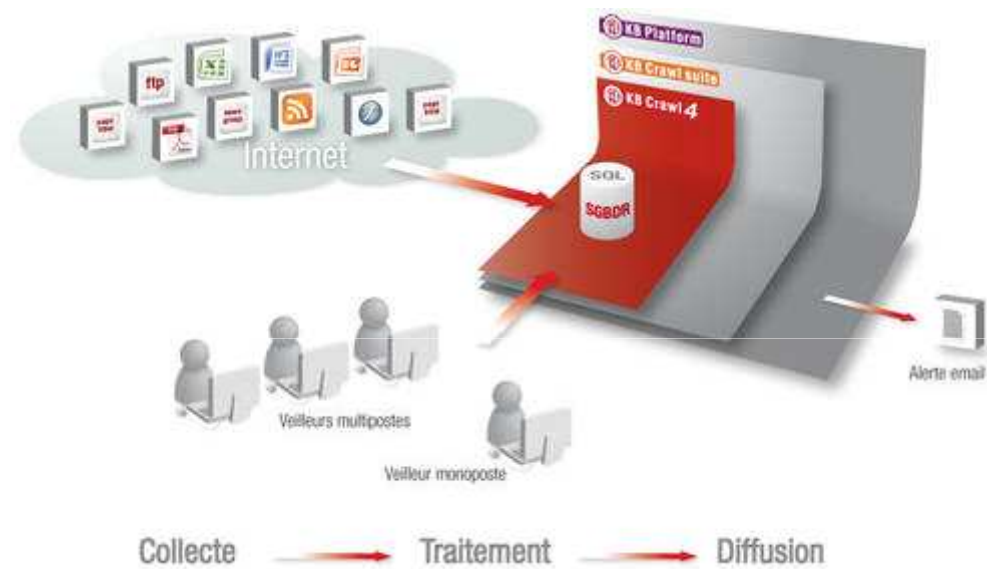 KB Platform
KB Crawl suite
KB Crawl 4
ftp
Internet
SQL
SGBDR
Alerte email
Veilleurs multipostes
Veilleur monoposte
Collecte
Traitement
Diffusion